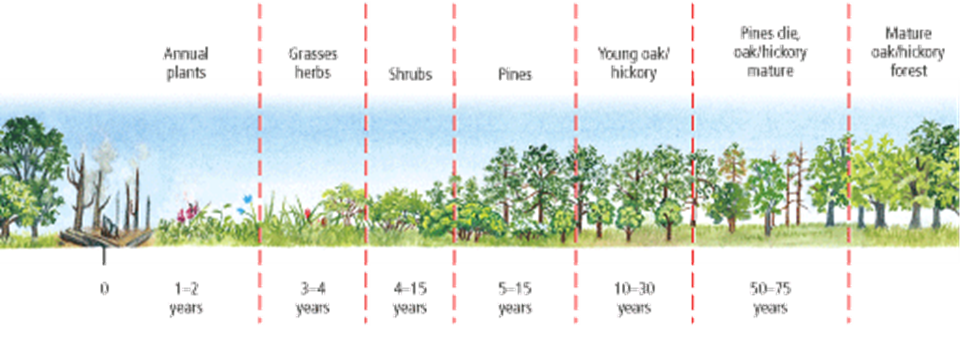 Annual
plants
Grasses
herbs
Shrubs
Pines
Young oak/
hickory
Pines die,
oak/hickory
mature
Mature
oak/hickory
forest
0
1–2
years
3–4
years
4–15
years
5–15
years
10–30
years
50–75
years